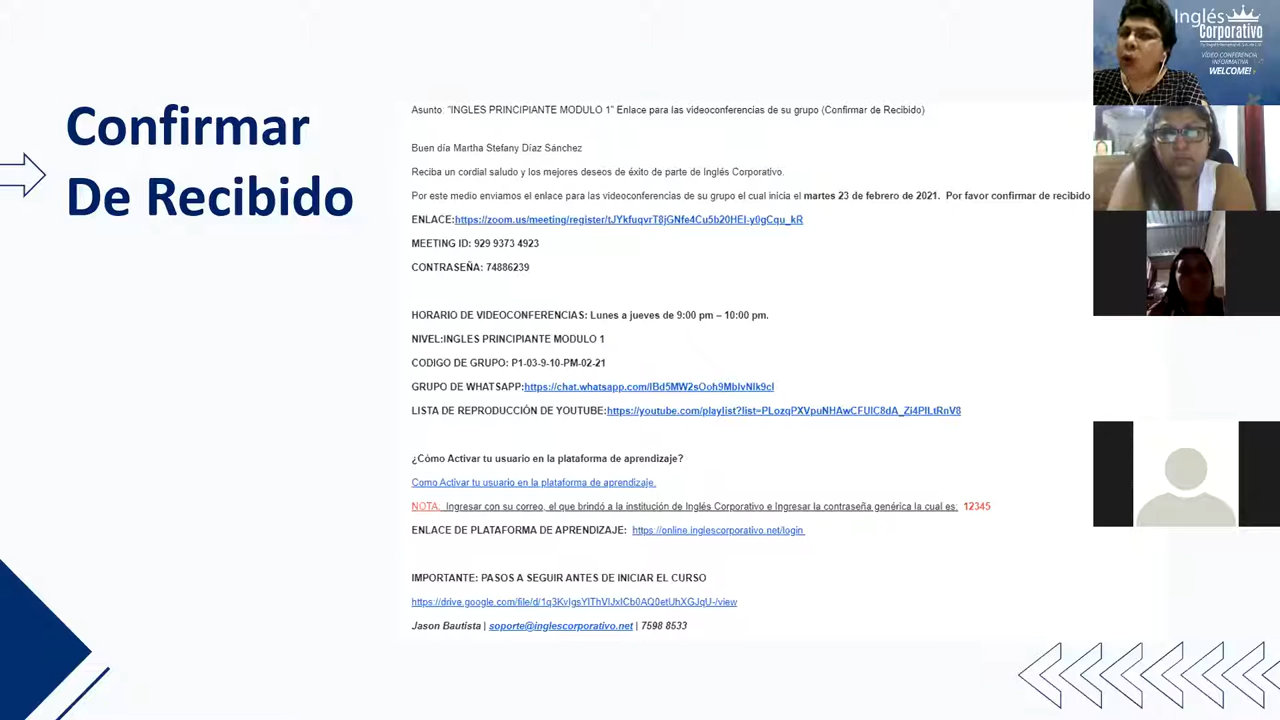 Confirmar
De Recibido
Asunto: "INGLES PRINCIPIANTE MODULO 1" Enlace para las videoconferencias de su grupo (Confirmar de Recibido)
Buen día Martha Stefany Díaz Sánchez
Reciba un cordial saludo y los mejores deseos de éxito de parte de Inglés Corporativo.
Por este medio enviamos el enlace para las videoconferencias de su grupo el cual inicia el martes 23 de febrero de 2021. Por favor confirmar de recibido
ENLACE:https://zoom.us/meeting/register/tJYkfuqvrT8jGNfe4Cu5b20HEI-y0gCqu_kR
MEETING ID: 929 9373 4923
CONTRASEÑA: 74886239
HORARIO DE VIDEOCONFERENCIAS: Lunes a jueves de 9:00 pm – 10:00 pm.
NIVEL:INGLES PRINCIPIANTE MODULO 1
CODIGO DE GRUPO: P1-03-9-10-PM-02-21
GRUPO DE WHATSAPP:https://chat.whatsapp.com/IBd5MW2sOoh9MbIvNIk9cI
LISTA DE REPRODUCCIÓN DE YOUTUBE:https://youtube.com/playlist?list=PLozqPXVpuNHAwCFUIC8dA_Zi4PILtRnV8
¿Cómo Activar tu usuario en la plataforma de aprendizaje?
Como Activar tu usuario en la plataforma de aprendizaje.
NOTA: Ingresar con su correo, el que brindó a la institución de Inglés Corporativo e Ingresar la contraseña genérica la cual es: 12345
ENLACE DE PLATAFORMA DE APRENDIZAJE: https://online.inglescorporativo.net/login
IMPORTANTE: PASOS A SEGUIR ANTES DE INICIAR EL CURSO
https://drive.google.com/file/d/1q3KvIgsYIThVIJxICb0AQ0etUhXGJqU-/view
Jason Bautista | soporte@inglescorporativo.net | 7598 8533
Inglés
Corporativo
VIDEO CONFERENCIA
INFORMATIVA
WELCOME!